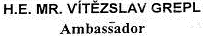 H.E. MR. VÍTĚZSLAV GREPL
Ambassador